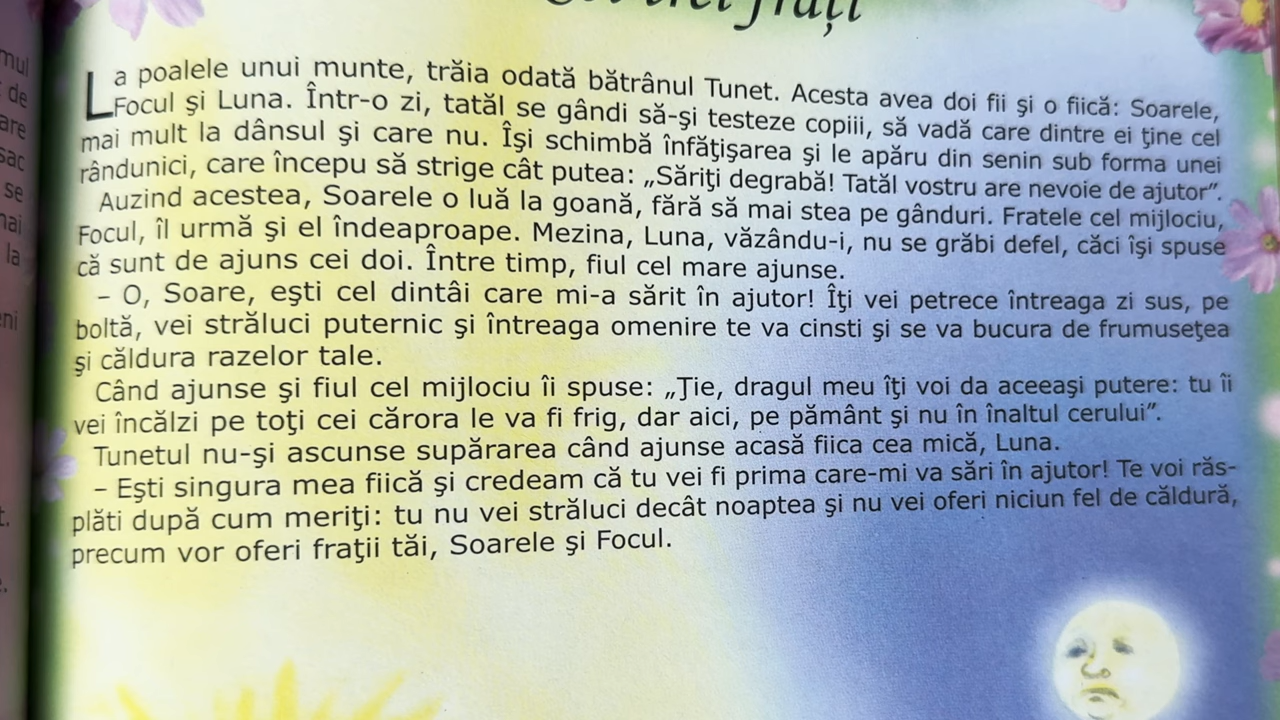 trei frați
La poalele unui munte, trăia odată bătrânul Tunet. Acesta avea doi fii şi o fiică: Soarele,
Focul şi Luna. Într-o zi, tatăl se gândi să-şi testeze copiii, să vadă care dintre ei ţine cel
mai mult la dânsul şi care nu. Îşi schimbă înfăţişarea şi le apăru din senin sub forma unei
rândunici, care începu să strige cât putea: „Săriţi degrabă! Tatăl vostru are nevoie de ajutor”.
Auzind acestea, Soarele o luă la goană, fără să mai stea pe gânduri. Fratele cel mijlociu,
Focul, îl urmă şi el îndeaproape. Mezina, Luna, văzându-i, nu se grăbi defel, căci îşi spuse
că sunt de ajuns cei doi. Între timp, fiul cel mare ajunse.
– O, Soare, eşti cel dintâi care mi-a sărit în ajutor! Îţi vei petrece întreaga zi sus, pe
boltă, vei străluci puternic şi întreaga omenire te va cinsti şi se va bucura de frumuseţea
şi căldura razelor tale.
Când ajunse şi fiul cel mijlociu îi spuse: „Ţie, dragul meu îţi voi da aceeaşi putere: tu îi
vei încălzi pe toţi cei cărora le va fi frig, dar aici, pe pământ şi nu în înaltul cerului”.
Tunetul nu-şi ascunse supărarea când ajunse acasă fiica cea mică, Luna.
– Eşti singura mea fiică şi credeam că tu vei fi prima care-mi va sări în ajutor! Te voi răs-
plăti după cum meriţi: tu nu vei străluci decât noaptea şi nu vei oferi niciun fel de căldură,
precum vor oferi fraţii tăi, Soarele şi Focul.